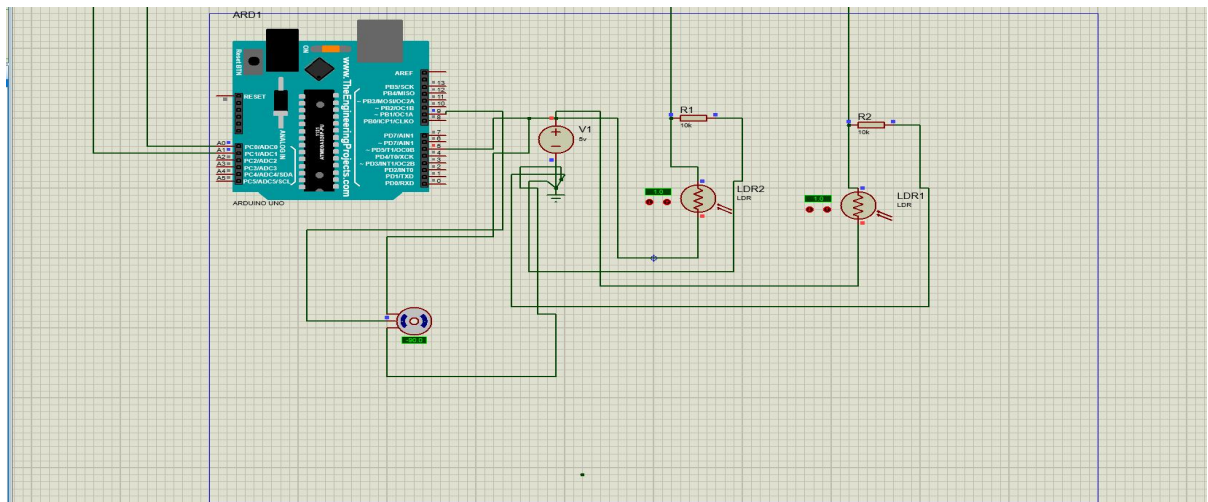 ARD1
Reset BTN
ON
www.TheEngineeringProjects.com
RESET
ANALOG IN
ATMEGA328P
AREF
PB5/SCK
13
PB4/MISO
12
~ PB3/MOSI/OC2A
11
~ PB2/OC1B
10
~ PB1/OC1A
9
PB0/ICP1/CLKO
8
PD7/AIN1
7
~ PD7/AIN1
6
~ PD5/T1/OC0B
5
PD4/T0/XCK
4
~ PD3/INT1/OC2B
3
PD2/INT0
2
PD1/TXD
1
PD0/RXD
0
A0
PC0/ADC0
A1
PC1/ADC1
A2
PC2/ADC2
A3
PC3/ADC3
A4
PC4/ADC4/SDA
A5
PC5/ADC5/SCL
ARDUINO UNO
V1
5v
R1
10k
R2
10k
1.0
LDR2
LDR
1.0
LDR1
LDR
-90.0